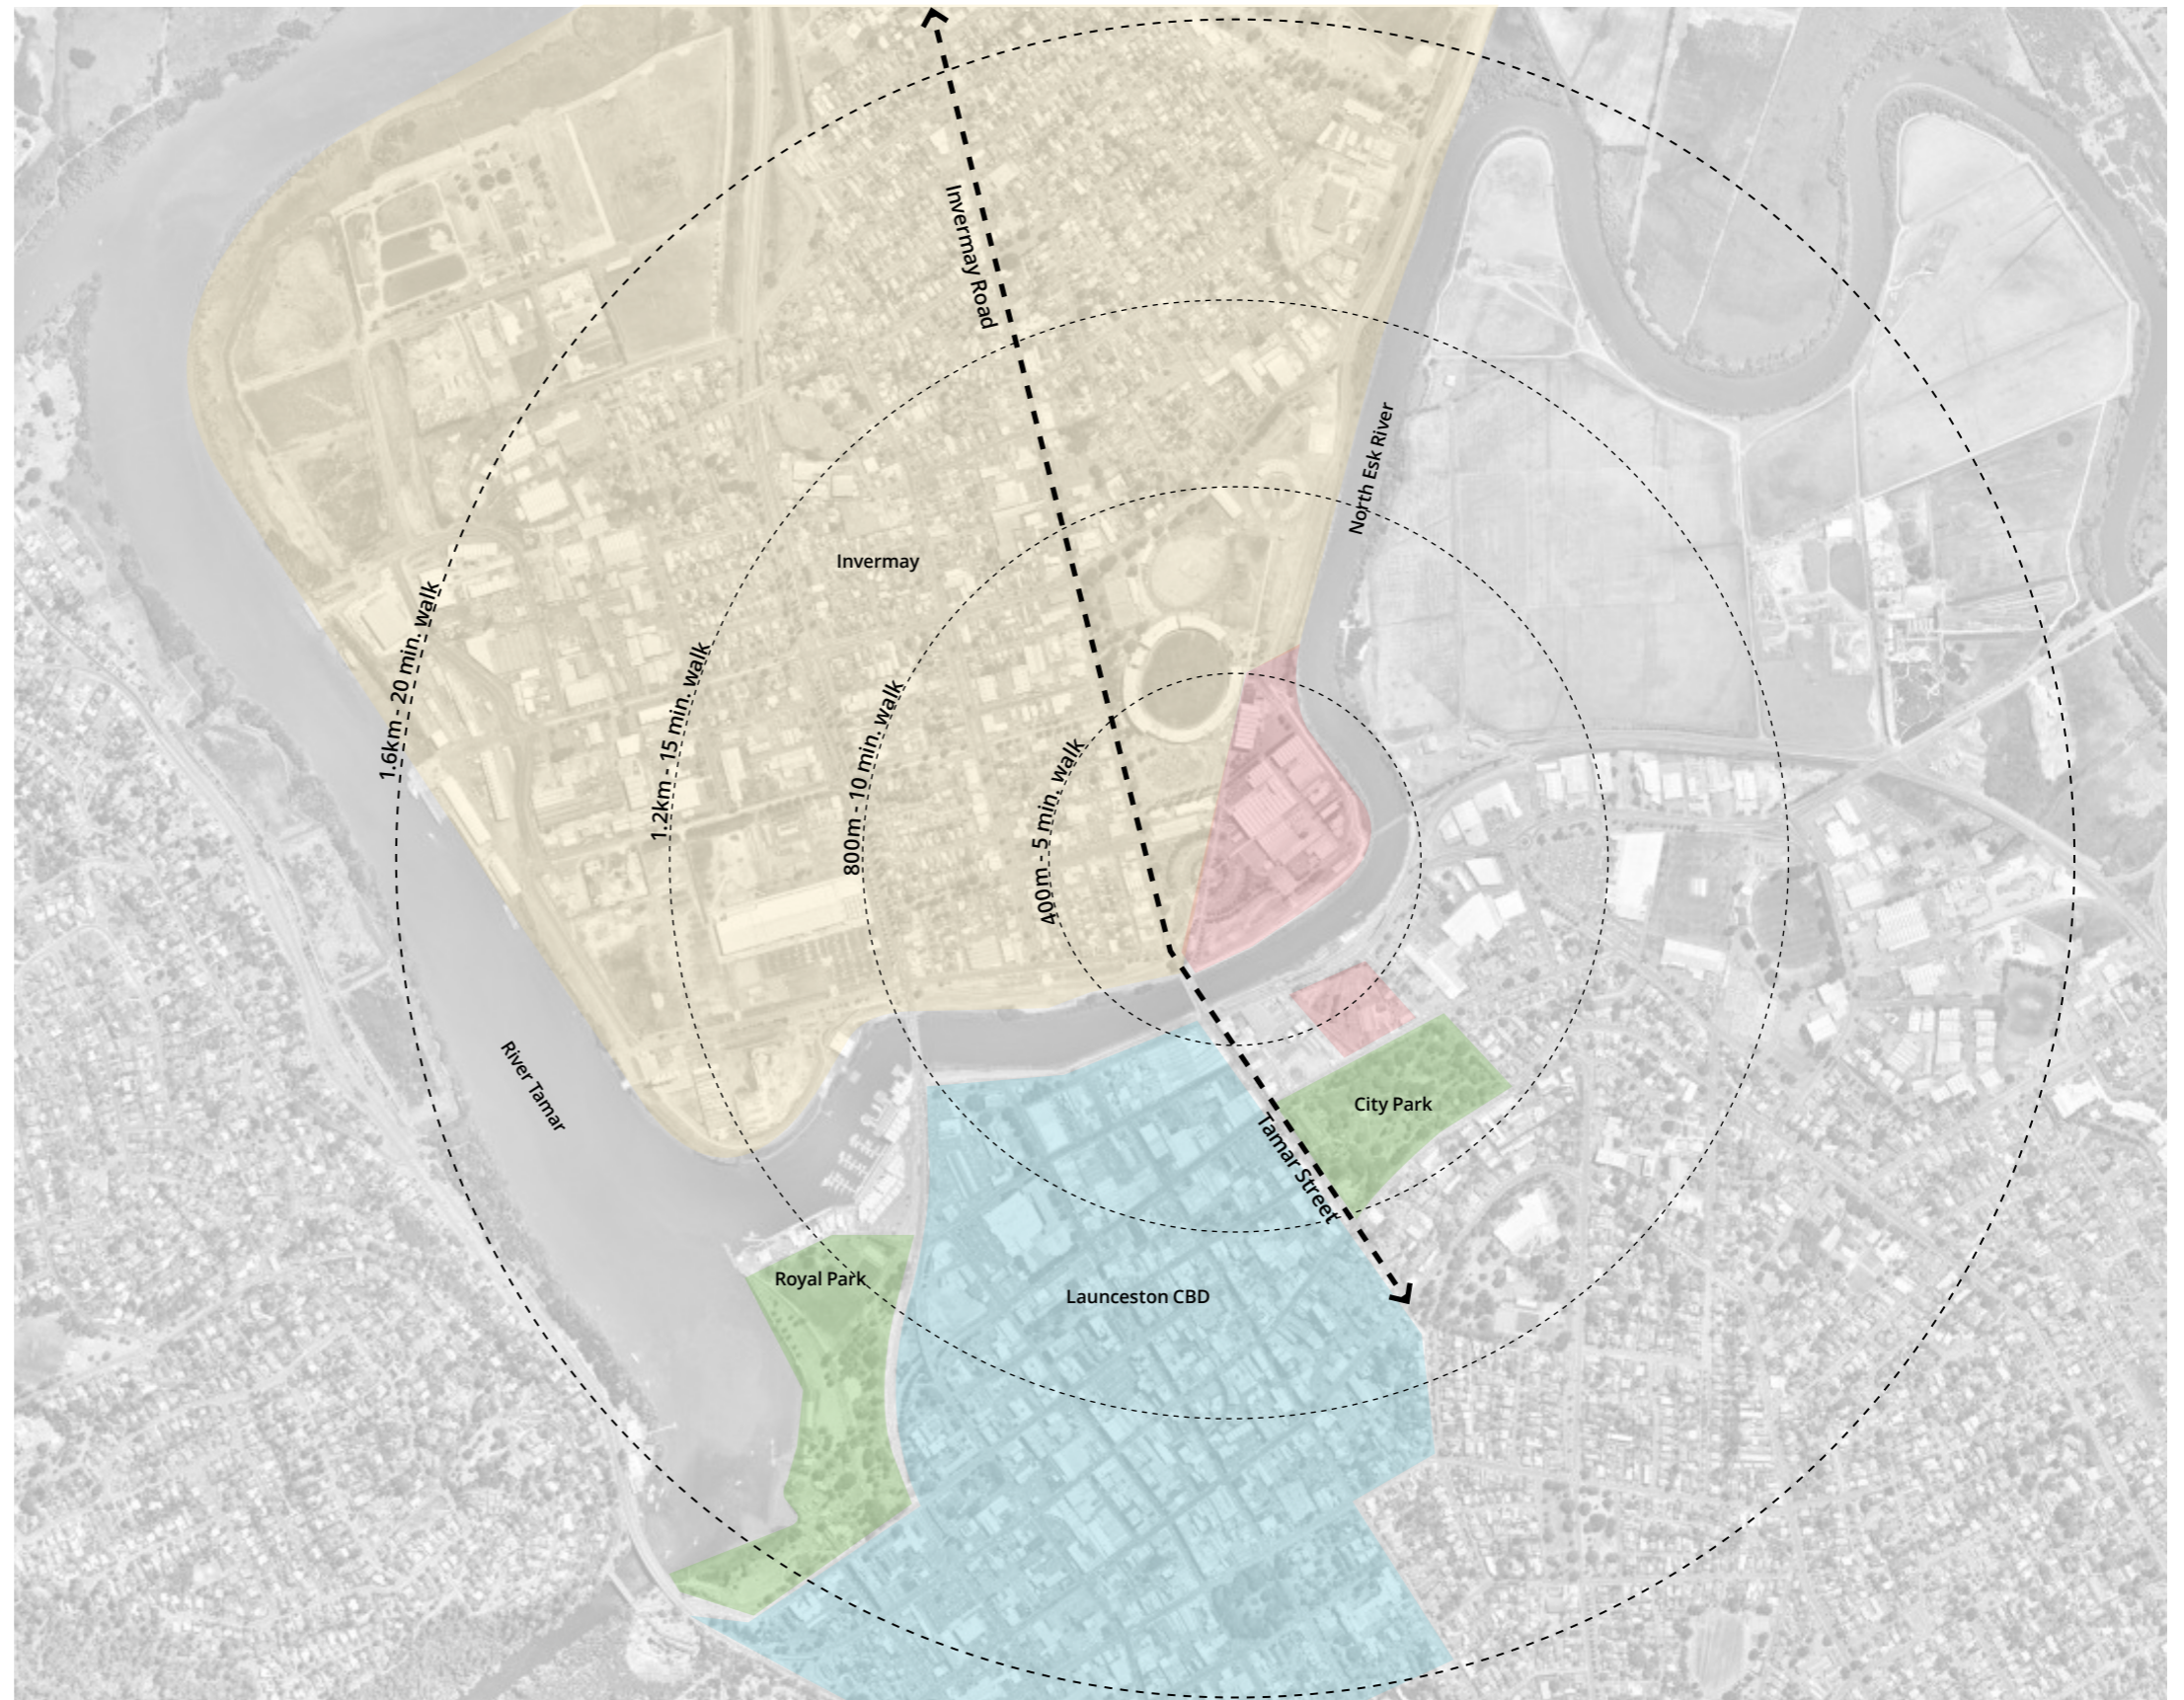 Invermay Road
North Esk River
Invermay
1.6km - 20 min. walk
1.2km - 15 min. walk
800m - 10 min. walk
400m - 5 min. walk
River Tamar
City Park
Tamar Street
Royal Park
Launceston CBD